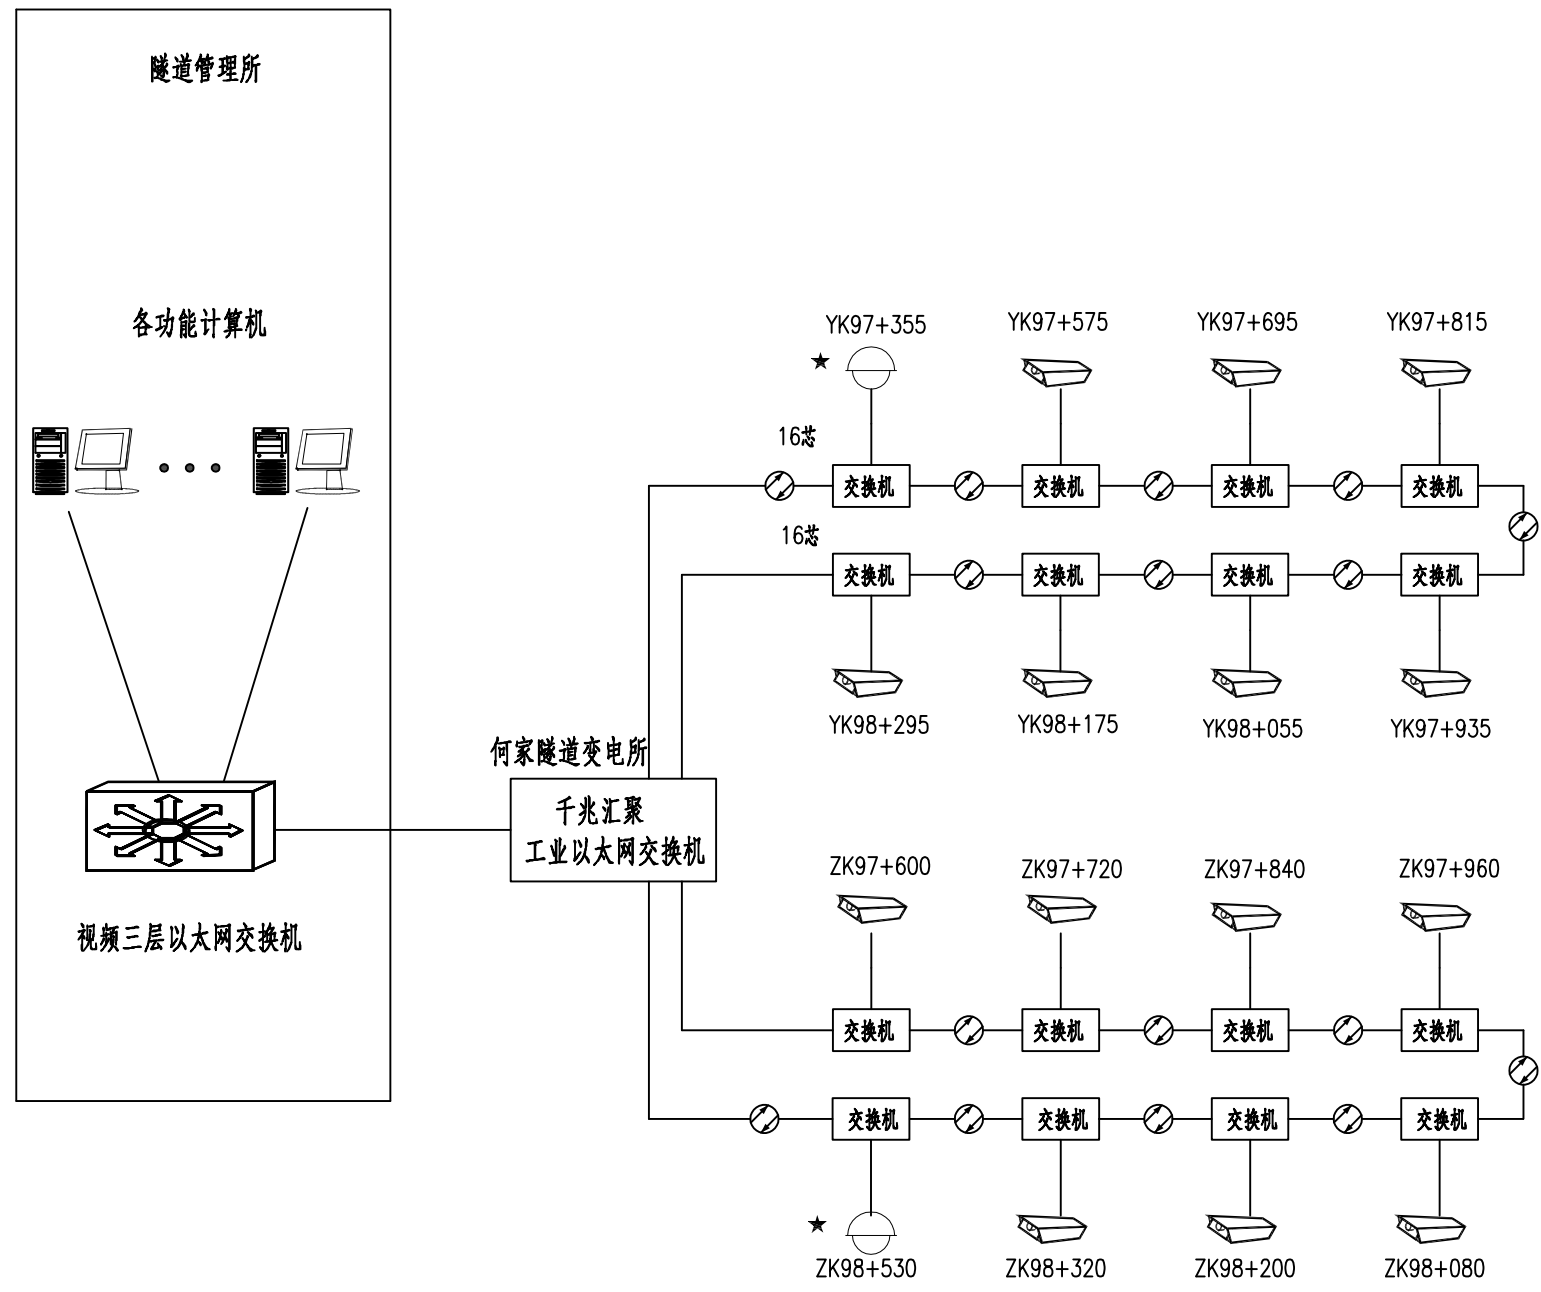 隧道管理所
各功能计算机
视频三层以太网交换机
何家隧道变电所
千兆汇聚
工业以太网交换机
YK97+355
YK97+575
YK97+695
YK97+815
16芯
交换机
交换机
交换机
交换机
16芯
交换机
交换机
交换机
交换机
YK98+295
YK98+175
YK98+055
YK97+935
ZK97+600
ZK97+720
ZK97+840
ZK97+960
交换机
交换机
交换机
交换机
交换机
交换机
交换机
交换机
ZK98+530
ZK98+320
ZK98+200
ZK98+080